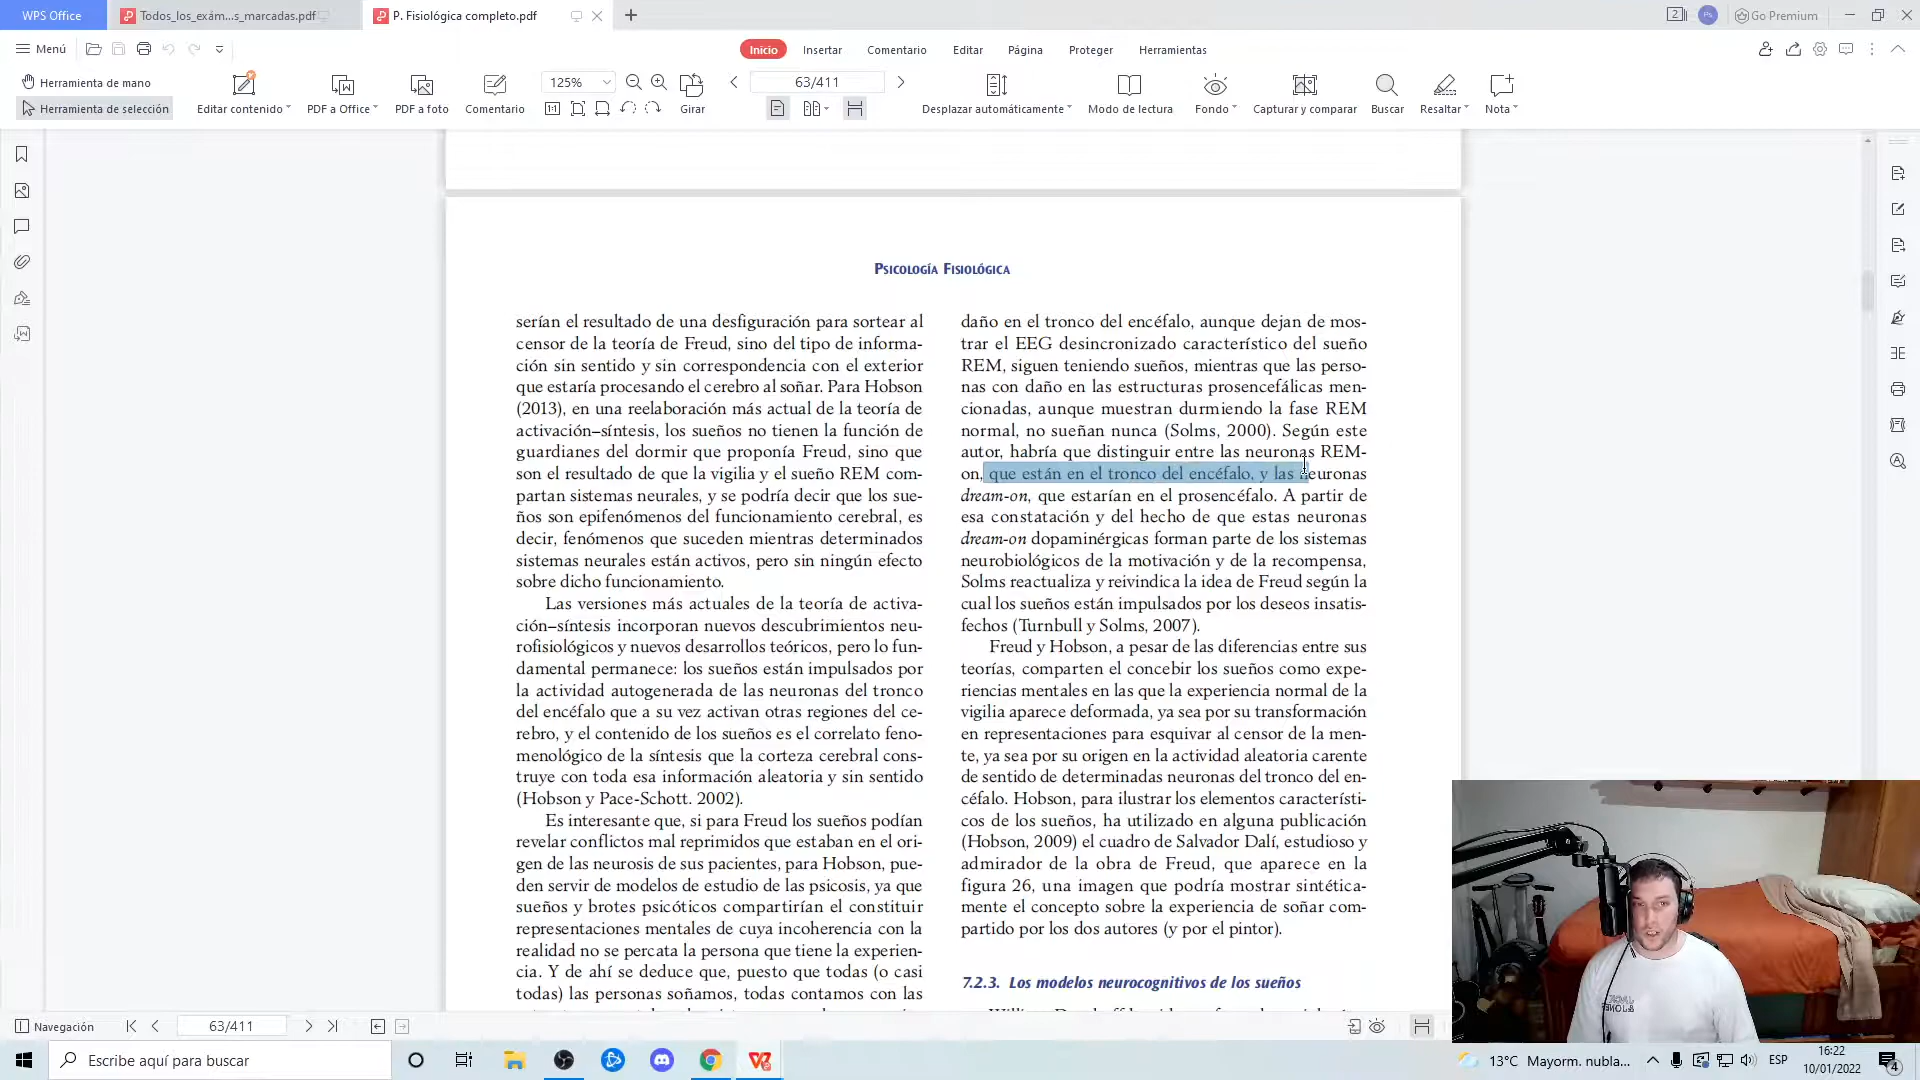 WPS Office
Todos_los_exám...s_marcadas.pdf
P. Fisiológica completo.pdf
2
Go Premium
Menú
Inicio
Insertar
Comentario
Editar
Página
Proteger
Herramientas
Herramienta de mano
Herramienta de selección
Editar contenido
PDF a Office
PDF a foto
Comentario
125%
Girar
63/411
Desplazar automáticamente
Modo de lectura
Fondo
Capturar y comparar
Buscar
Resaltar
Nota
PSICOLOGÍA FISIOLÓGICA
serían el resultado de una desfiguración para sortear al
censor de la teoría de Freud, sino del tipo de informa-
ción sin sentido y sin correspondencia con el exterior
que estaría procesando el cerebro al soñar. Para Hobson
(2013), en una reelaboración más actual de la teoría de
activación–síntesis, los sueños no tienen la función de
guardianes del dormir que proponía Freud, sino que
son el resultado de que la vigilia y el sueño REM com-
partan sistemas neurales, y se podría decir que los sue-
ños son epifenómenos del funcionamiento cerebral, es
decir, fenómenos que suceden mientras determinados
sistemas neurales están activos, pero sin ningún efecto
sobre dicho funcionamiento.
Las versiones más actuales de la teoría de activa-
ción–síntesis incorporan nuevos descubrimientos neu-
rofisiológicos y nuevos desarrollos teóricos, pero lo fun-
damental permanece: los sueños están impulsados por
la actividad autogenerada de las neuronas del tronco
del encéfalo que a su vez activan otras regiones del ce-
rebro, y el contenido de los sueños es el correlato feno-
menológico de la síntesis que la corteza cerebral cons-
truye con toda esa información aleatoria y sin sentido
(Hobson y Pace-Schott. 2002).
Es interesante que, si para Freud los sueños podían
revelar conflictos mal reprimidos que estaban en el ori-
gen de las neurosis de sus pacientes, para Hobson, pue-
den servir de modelos de estudio de las psicosis, ya que
sueños y brotes psicóticos compartirían el constituir
representaciones mentales de cuya incoherencia con la
realidad no se percata la persona que tiene la experien-
cia. Y de ahí se deduce que, puesto que todas (o casi
todas) las personas soñamos, todas contamos con las
daño en el tronco del encéfalo, aunque dejan de mos-
trar el EEG desincronizado característico del sueño
REM, siguen teniendo sueños, mientras que las perso-
nas con daño en las estructuras prosencefálicas men-
cionadas, aunque muestran durmiendo la fase REM
normal, no sueñan nunca (Solms, 2000). Según este
autor, habría que distinguir entre las neuronas REM-
on, que están en el tronco del encéfalo, y las neuronas
dream-on, que estarían en el prosencéfalo. A partir de
esa constatación y del hecho de que estas neuronas
dream-on dopaminérgicas forman parte de los sistemas
neurobiológicos de la motivación y de la recompensa,
Solms reactualiza y reivindica la idea de Freud según la
cual los sueños están impulsados por los deseos insatis-
fechos (Turnbull y Solms, 2007).
Freud y Hobson, a pesar de las diferencias entre sus
teorías, comparten el concebir los sueños como expe-
riencias mentales en las que la experiencia normal de la
vigilia aparece deformada, ya sea por su transformación
en representaciones para esquivar al censor de la men-
te, ya sea por su origen en la actividad aleatoria carente
de sentido de determinadas neuronas del tronco del en-
céfalo. Hobson, para ilustrar los elementos característi-
cos de los sueños, ha utilizado en alguna publicación
(Hobson, 2009) el cuadro de Salvador Dalí, estudioso y
admirador de la obra de Freud, que aparece en la
figura 26, una imagen que podría mostrar sintética-
mente el concepto sobre la experiencia de soñar com-
partido por los dos autores (y por el pintor).
7.2.3. Los modelos neurocognitivos de los sueños
Navegación
63/411
Escribe aquí para buscar
13°C Mayorm. nubla...
ESP
16:22
10/01/2022
4